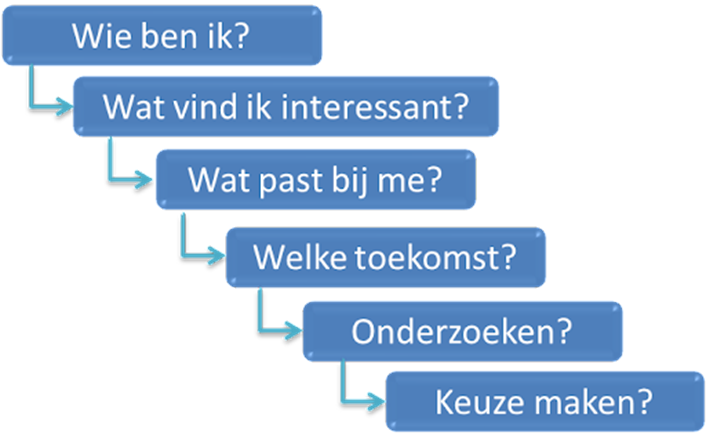 Wie ben ik?
Wat vind ik interessant?
Wat past bij me?
Welke toekomst?
Onderzoeken?
Keuze maken?